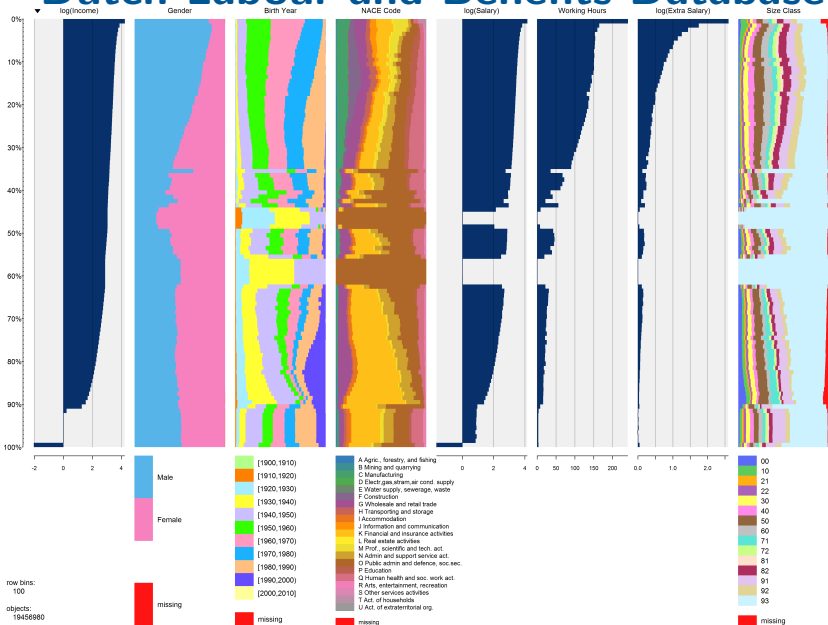 Dutch Labour and Benefits Database
log(Income) Gender Birth Year NACE Code log(Salary) Working Hours log(Extra Salary) Size Class
0%
10%
20%
30%
40%
50%
60%
70%
80%
90%
100%
-2 0 2 4 0 2 4 0 50 100 150 200 0.0 1.0 2.0
Male
Female
missing
[1900,1910)
[1910,1920)
[1920,1930)
[1930,1940)
[1940,1950)
[1950,1960)
[1960,1970)
[1970,1980)
[1980,1990)
[1990,2000)
[2000,2010]
missing
A Agric., forestry, and fishing
B Mining and quarrying
C Manufacturing
D Electr,gas,stram,air cond. supply
E Water supply, sewerage, waste
F Construction
G Wholesale and retail trade
H Transporting and storage
I Accommodation
J Information and communication
K Financial and insurance activities
L Real estate activities
M Prof., scientific and tech. act.
N Admin and support service act.
O Public admin and defence, soc.sec.
P Education
Q Human health and soc. work act.
R Arts, entertainment, recreation
S Other services activities
T Act. of households
U Act. of extraterritorial org.
missing
00
10
21
22
30
40
50
60
71
72
81
82
91
92
93
missing
row bins:
100
objects:
19456980